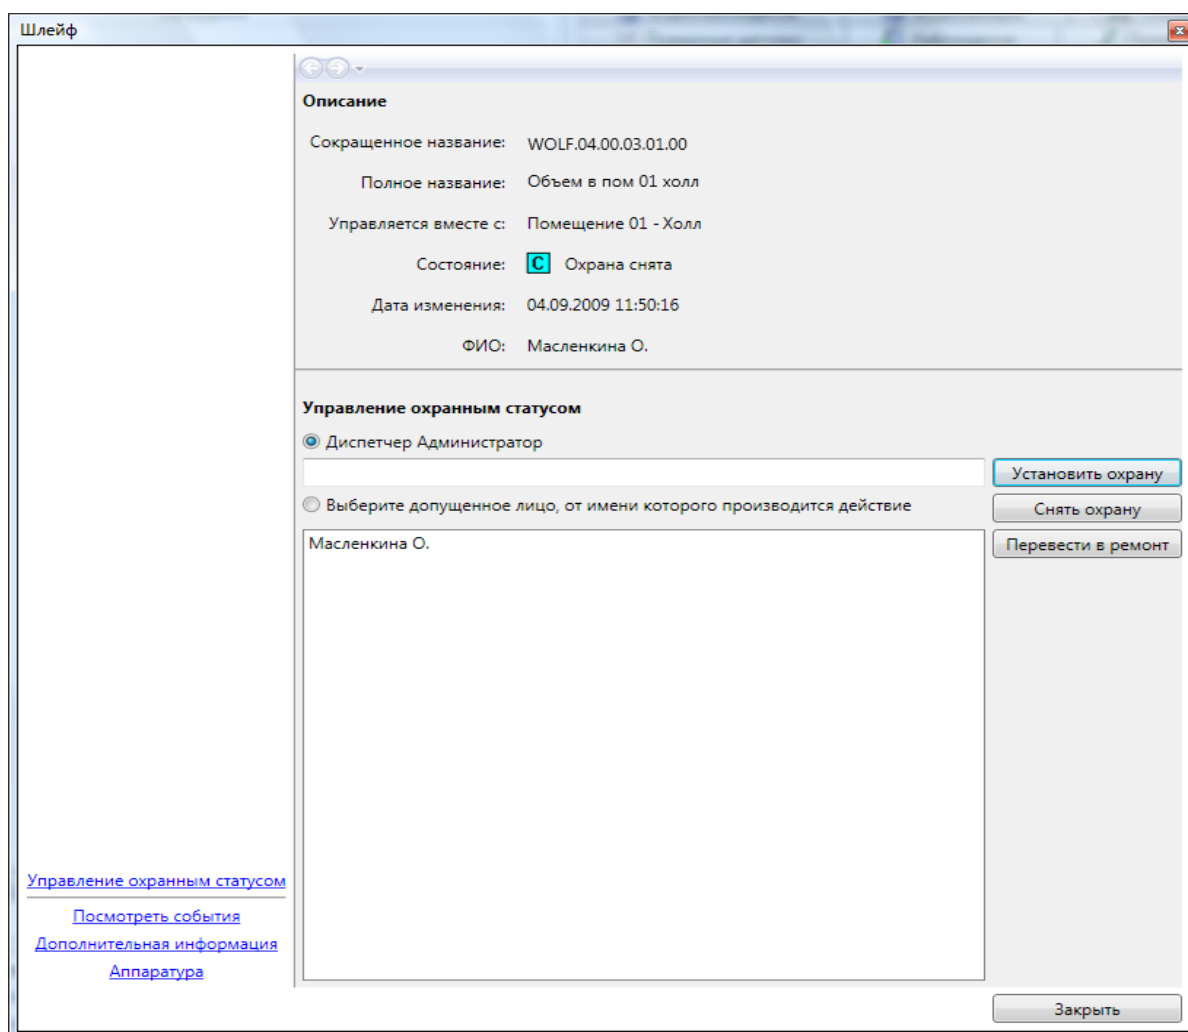 Шлейф
Описание
Сокращенное название: WOLF.04.00.03.01.00
Полное название: Объем в пом 01 холл
Управляется вместе с: Помещение 01 - Холл
Состояние: C Охрана снята
Дата изменения: 04.09.2009 11:50:16
ФИО: Масленкина О.
Управление охранным статусом
Диспетчер Администратор
Установить охрану
Выберите допущенное лицо, от имени которого производится действие
Снять охрану
Масленкина О.
Перевести в ремонт
Управление охранным статусом
Посмотреть события
Дополнительная информация
Аппаратура
Закрыть